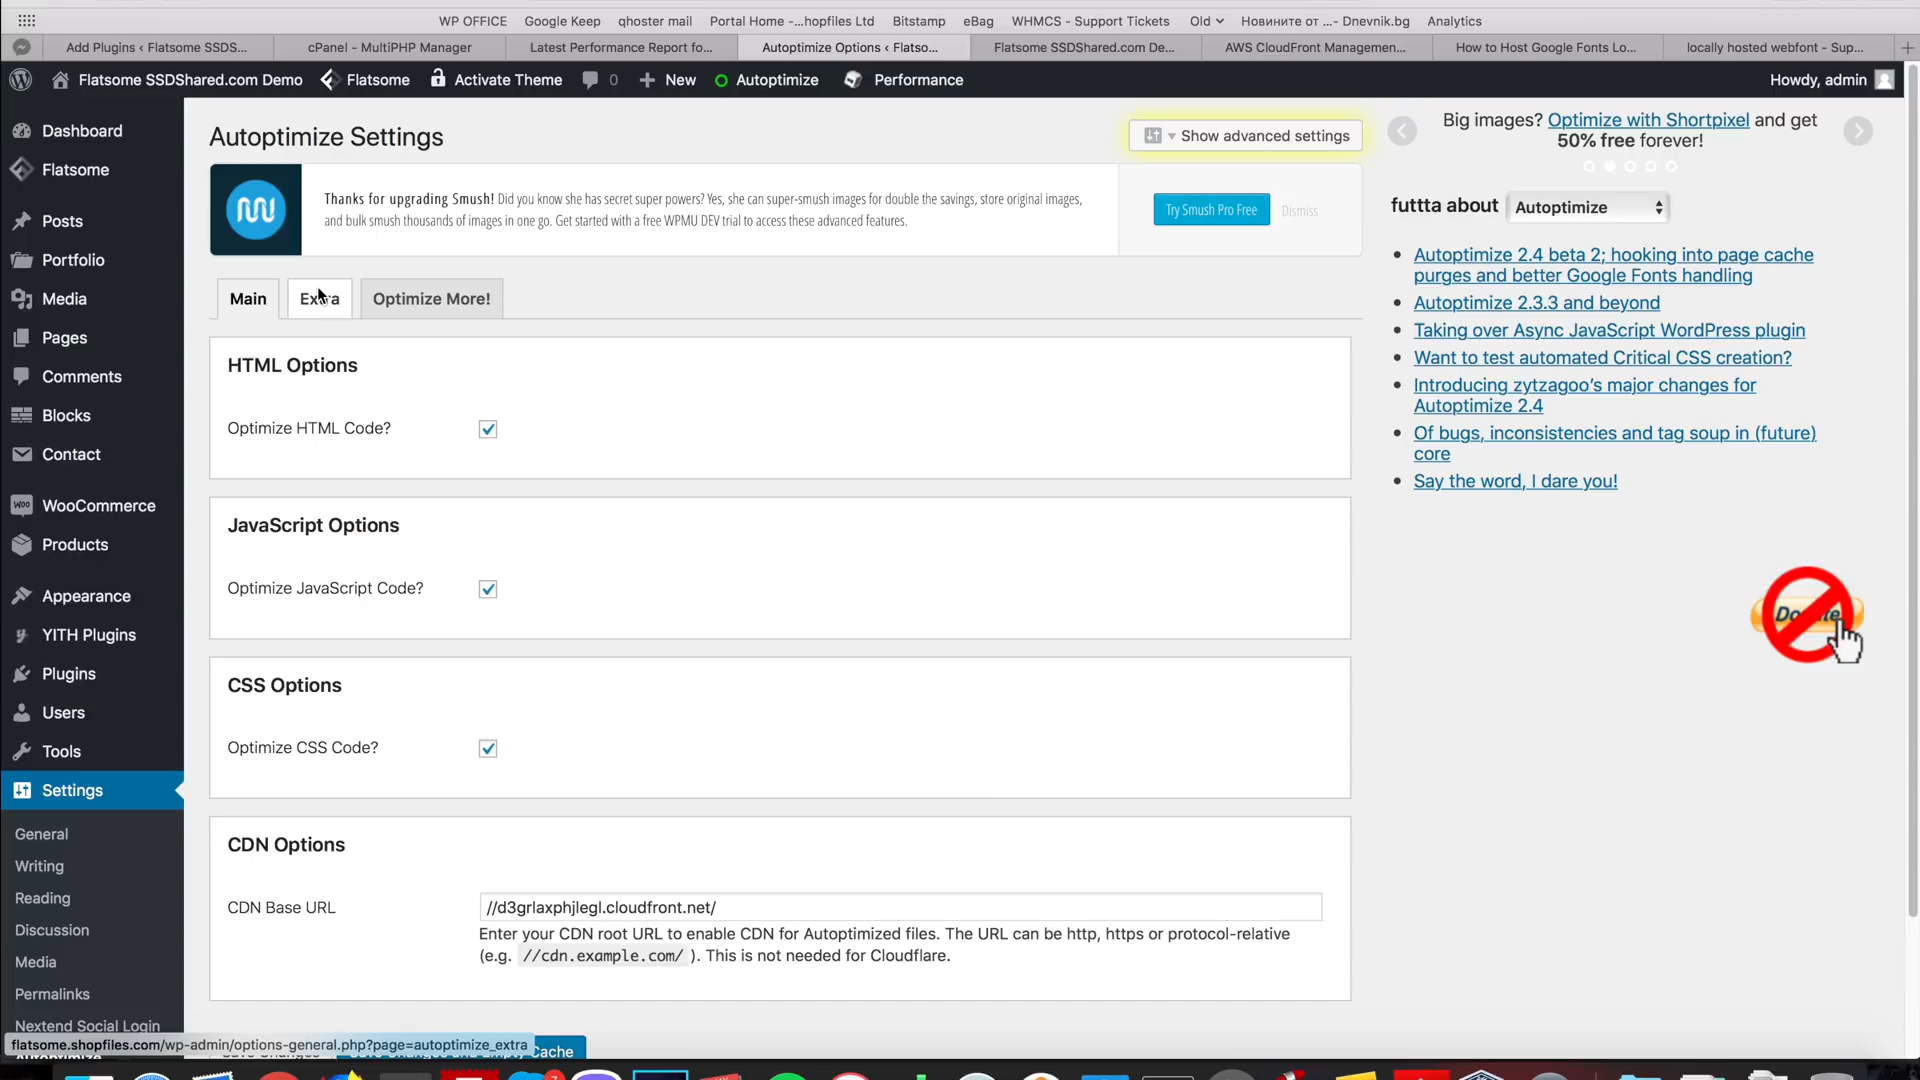 WP OFFICE Google Keep qhoster mail Portal Home -...hopfiles Ltd Bitstamp eBag WHMCS - Support Tickets Old Новините от ...- Dnevnik.bg Analytics
Add Plugins ‹ Flatsome SSDS... cPanel - MultiPHP Manager Latest Performance Report fo... Autoptimize Options ‹ Flatso... Flatsome SSDShared.com De... AWS CloudFront Managemen... How to Host Google Fonts Lo... locally hosted webfont - Sup...
Flatsome SSDShared.com Demo Flatsome Activate Theme 0 New Autoptimize Performance Howdy, admin
Dashboard
Flatsome
Posts
Portfolio
Media
Pages
Comments
Blocks
Contact
WooCommerce
Products
Appearance
YITH Plugins
Plugins
Users
Tools
Settings
General
Writing
Reading
Discussion
Media
Permalinks
Nextend Social Login
flatsome.shopfiles.com/wp-admin/options-general.php?page=autoptimize_extra
Autoptimize Settings
Show advanced settings
Thanks for upgrading Smush! Did you know she has secret super powers? Yes, she can super-smush images for double the savings, store original images,
and bulk smush thousands of images in one go. Get started with a free WPMU DEV trial to access these advanced features.
Try Smush Pro Free Dismiss
Main Extra Optimize More!
HTML Options
Optimize HTML Code?
JavaScript Options
Optimize JavaScript Code?
CSS Options
Optimize CSS Code?
CDN Options
CDN Base URL //d3grlaxphjlegl.cloudfront.net/
Enter your CDN root URL to enable CDN for Autoptimized files. The URL can be http, https or protocol-relative
(e.g. //cdn.example.com/ ). This is not needed for Cloudflare.
Cache
Big images? Optimize with Shortpixel and get
50% free forever!
futtta about Autoptimize
Autoptimize 2.4 beta 2; hooking into page cache
purges and better Google Fonts handling
Autoptimize 2.3.3 and beyond
Taking over Async JavaScript WordPress plugin
Want to test automated Critical CSS creation?
Introducing zytzagoo’s major changes for
Autoptimize 2.4
Of bugs, inconsistencies and tag soup in (future)
core
Say the word, I dare you!
Donate